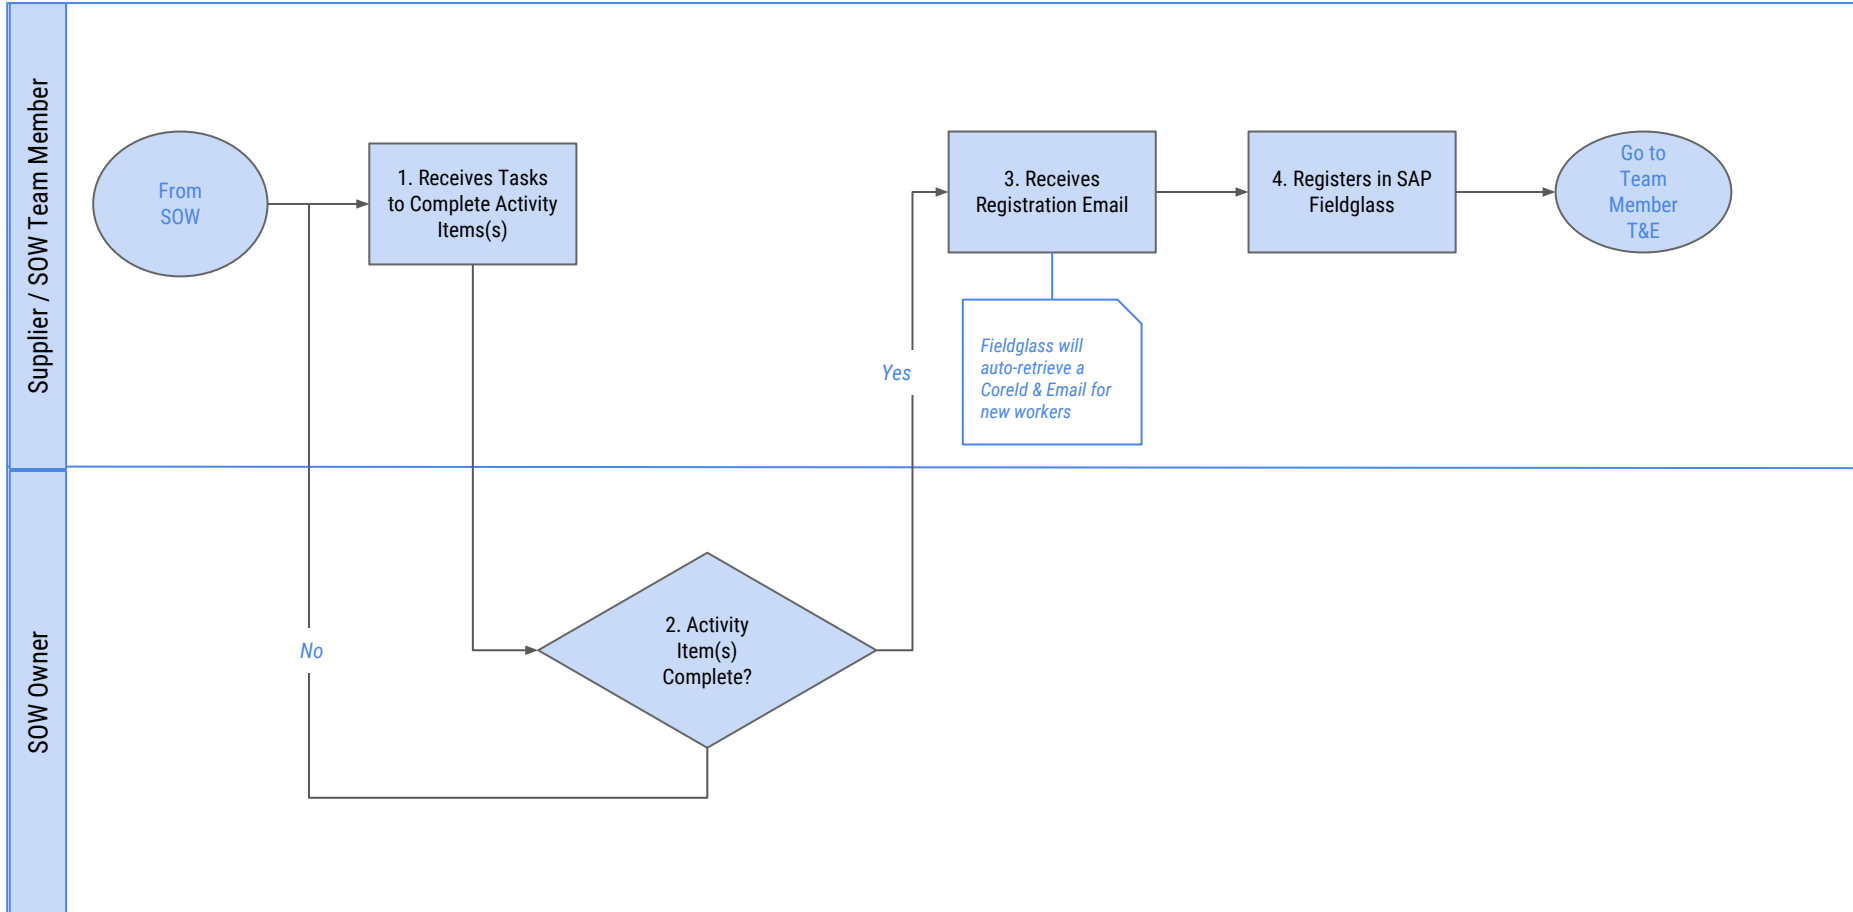 Supplier / SOW Team Member
From
SOW
1. Receives Tasks
to Complete Activity
Items(s)
3. Receives
Registration Email
4. Registers in SAP
Fieldglass
Go to
Team
Member
T&E
Fieldglass will
auto-retrieve a
CoreId & Email for
new workers
Yes
SOW Owner
No
2. Activity
Item(s)
Complete?